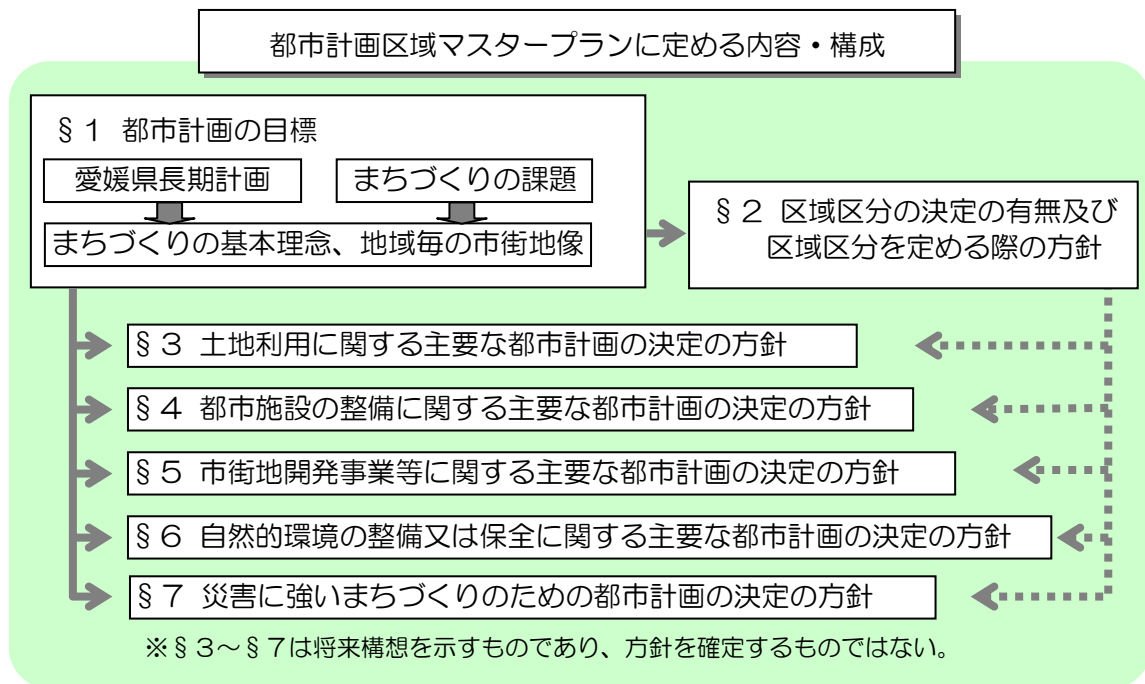 都市計画区域マスタープランに定める内容・構成
§１ 都市計画の目標
愛媛県長期計画
まちづくりの課題
まちづくりの基本理念、地域毎の市街地像
§２ 区域区分の決定の有無及び
区域区分を定める際の方針
§３ 土地利用に関する主要な都市計画の決定の方針
§４ 都市施設の整備に関する主要な都市計画の決定の方針
§５ 市街地開発事業等に関する主要な都市計画の決定の方針
§６ 自然的環境の整備又は保全に関する主要な都市計画の決定の方針
§７ 災害に強いまちづくりのための都市計画の決定の方針
※§３～§７は将来構想を示すものであり、方針を確定するものではない。